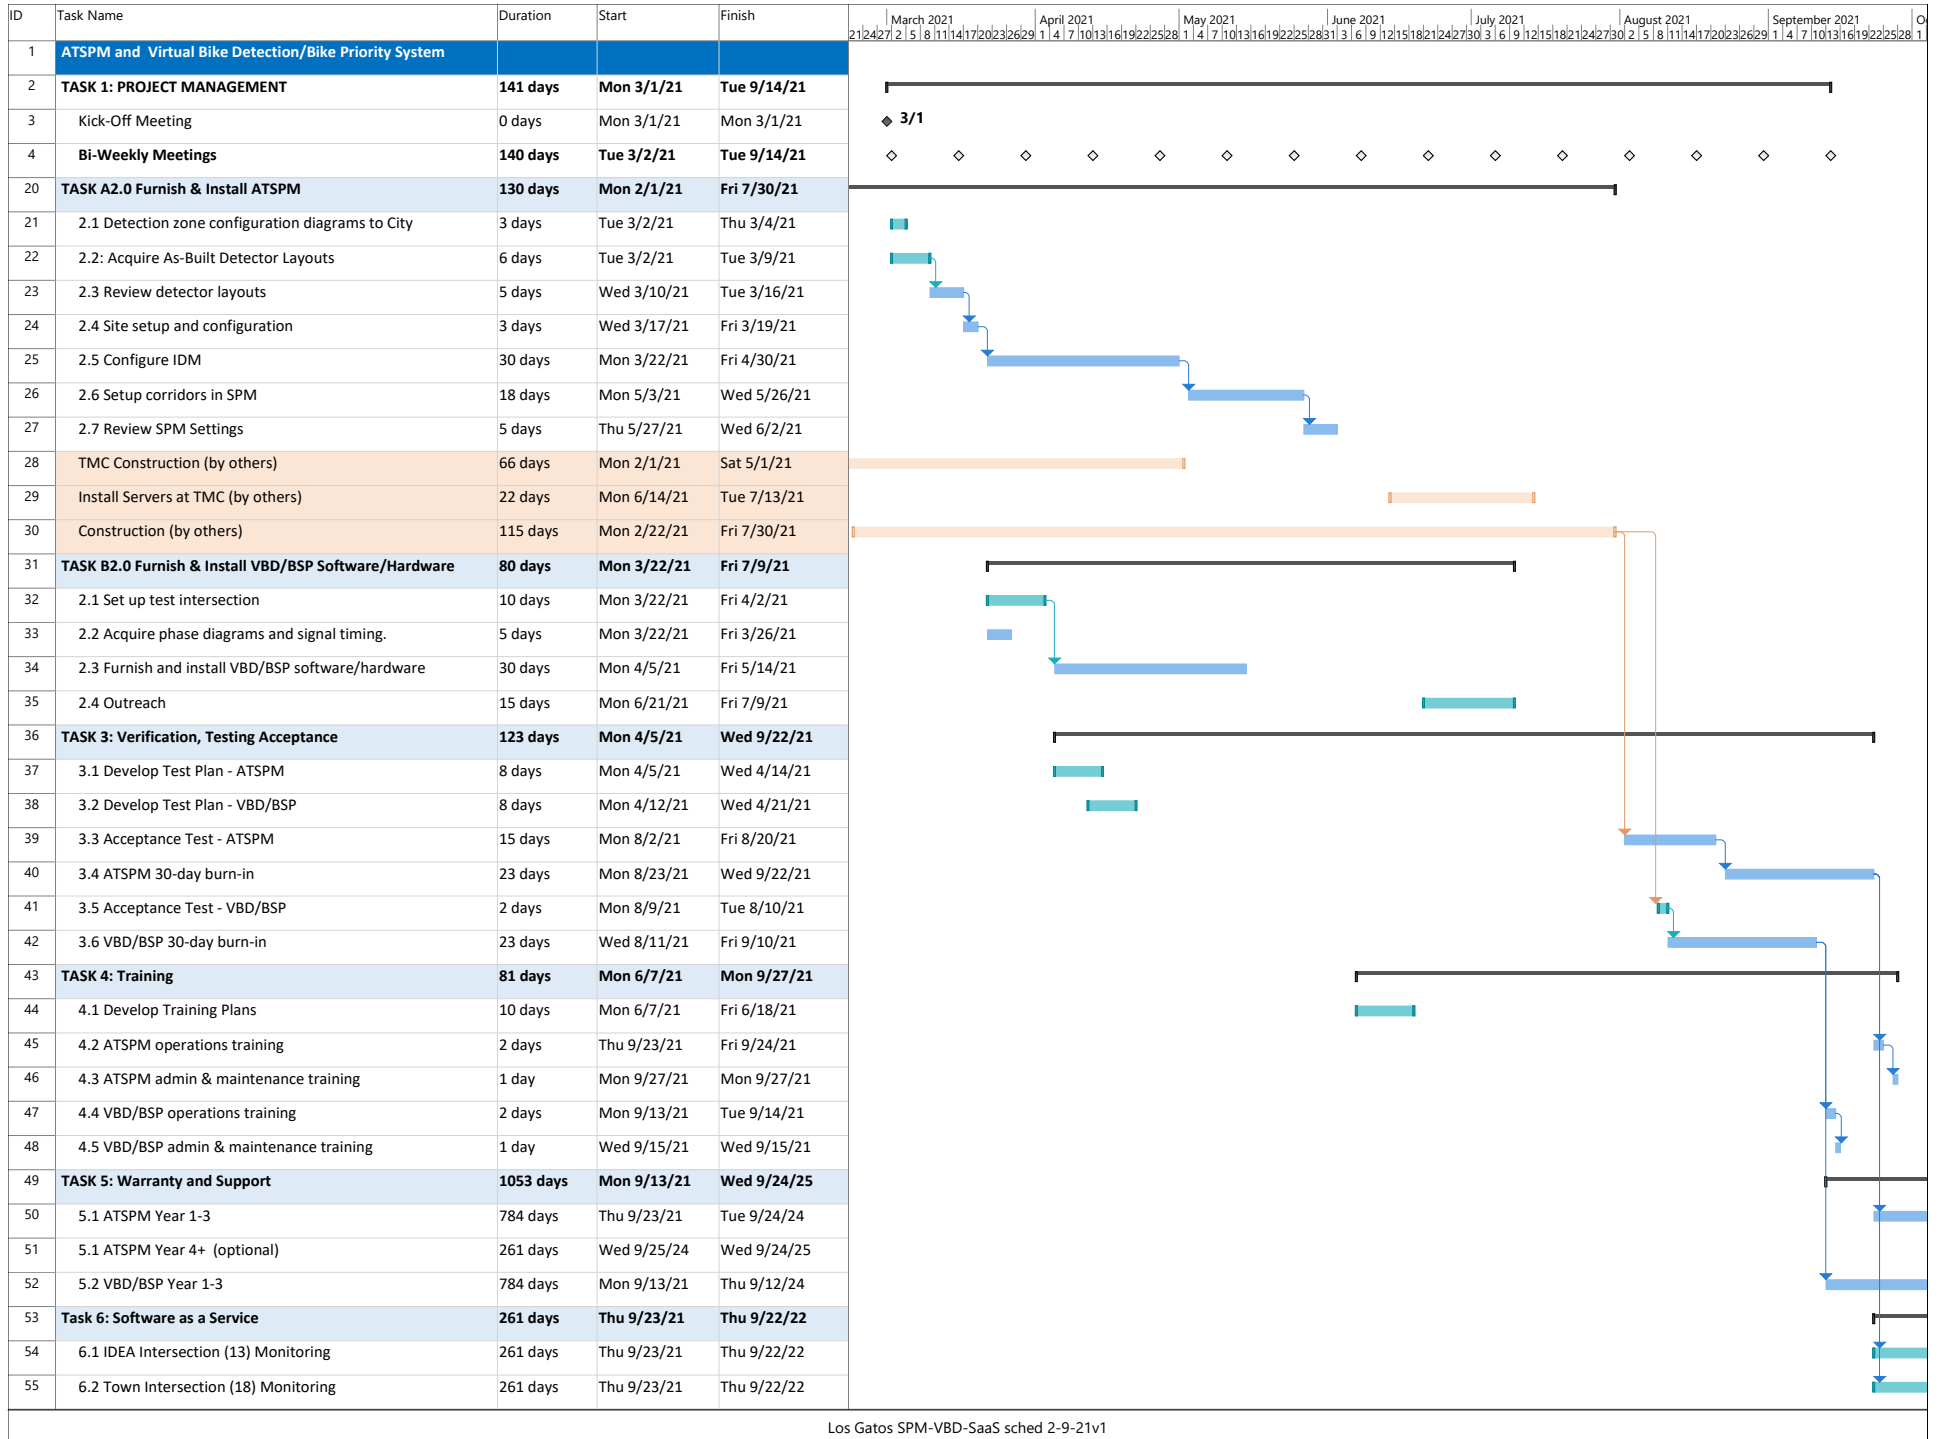 ID Task Name Duration Start Finish March 2021 April 2021 May 2021 June 2021 July 2021 August 2021 September 2021 O
21 24 27 2 5 8 11 14 17 20 23 26 29 1 4 7 10 13 16 19 22 25 28 1 4 7 10 13 16 19 22 25 28 31 3 6 9 12 15 18 21 24 27 30 3 6 9 12 15 18 21 24 27 30 2 5 8 11 14 17 20 23 26 29 1 4 7 10 13 16 19 22 25 28 1
1 ATSPM and Virtual Bike Detection/Bike Priority System
2 TASK 1: PROJECT MANAGEMENT 141 days Mon 3/1/21 Tue 9/14/21
3 Kick-Off Meeting 0 days Mon 3/1/21 Mon 3/1/21 3/1
4 Bi-Weekly Meetings 140 days Tue 3/2/21 Tue 9/14/21
20 TASK A2.0 Furnish & Install ATSPM 130 days Mon 2/1/21 Fri 7/30/21
21 2.1 Detection zone configuration diagrams to City 3 days Tue 3/2/21 Thu 3/4/21
22 2.2: Acquire As-Built Detector Layouts 6 days Tue 3/2/21 Tue 3/9/21
23 2.3 Review detector layouts 5 days Wed 3/10/21 Tue 3/16/21
24 2.4 Site setup and configuration 3 days Wed 3/17/21 Fri 3/19/21
25 2.5 Configure IDM 30 days Mon 3/22/21 Fri 4/30/21
26 2.6 Setup corridors in SPM 18 days Mon 5/3/21 Wed 5/26/21
27 2.7 Review SPM Settings 5 days Thu 5/27/21 Wed 6/2/21
28 TMC Construction (by others) 66 days Mon 2/1/21 Sat 5/1/21
29 Install Servers at TMC (by others) 22 days Mon 6/14/21 Tue 7/13/21
30 Construction (by others) 115 days Mon 2/22/21 Fri 7/30/21
31 TASK B2.0 Furnish & Install VBD/BSP Software/Hardware 80 days Mon 3/22/21 Fri 7/9/21
32 2.1 Set up test intersection 10 days Mon 3/22/21 Fri 4/2/21
33 2.2 Acquire phase diagrams and signal timing. 5 days Mon 3/22/21 Fri 3/26/21
34 2.3 Furnish and install VBD/BSP software/hardware 30 days Mon 4/5/21 Fri 5/14/21
35 2.4 Outreach 15 days Mon 6/21/21 Fri 7/9/21
36 TASK 3: Verification, Testing Acceptance 123 days Mon 4/5/21 Wed 9/22/21
37 3.1 Develop Test Plan - ATSPM 8 days Mon 4/5/21 Wed 4/14/21
38 3.2 Develop Test Plan - VBD/BSP 8 days Mon 4/12/21 Wed 4/21/21
39 3.3 Acceptance Test - ATSPM 15 days Mon 8/2/21 Fri 8/20/21
40 3.4 ATSPM 30-day burn-in 23 days Mon 8/23/21 Wed 9/22/21
41 3.5 Acceptance Test - VBD/BSP 2 days Mon 8/9/21 Tue 8/10/21
42 3.6 VBD/BSP 30-day burn-in 23 days Wed 8/11/21 Fri 9/10/21
43 TASK 4: Training 81 days Mon 6/7/21 Mon 9/27/21
44 4.1 Develop Training Plans 10 days Mon 6/7/21 Fri 6/18/21
45 4.2 ATSPM operations training 2 days Thu 9/23/21 Fri 9/24/21
46 4.3 ATSPM admin & maintenance training 1 day Mon 9/27/21 Mon 9/27/21
47 4.4 VBD/BSP operations training 2 days Mon 9/13/21 Tue 9/14/21
48 4.5 VBD/BSP admin & maintenance training 1 day Wed 9/15/21 Wed 9/15/21
49 TASK 5: Warranty and Support 1053 days Mon 9/13/21 Wed 9/24/25
50 5.1 ATSPM Year 1-3 784 days Thu 9/23/21 Tue 9/24/24
51 5.1 ATSPM Year 4+ (optional) 261 days Wed 9/25/24 Wed 9/24/25
52 5.2 VBD/BSP Year 1-3 784 days Mon 9/13/21 Thu 9/12/24
53 Task 6: Software as a Service 261 days Thu 9/23/21 Thu 9/22/22
54 6.1 IDEA Intersection (13) Monitoring 261 days Thu 9/23/21 Thu 9/22/22
55 6.2 Town Intersection (18) Monitoring 261 days Thu 9/23/21 Thu 9/22/22
Los Gatos SPM-VBD-SaaS sched 2-9-21v1